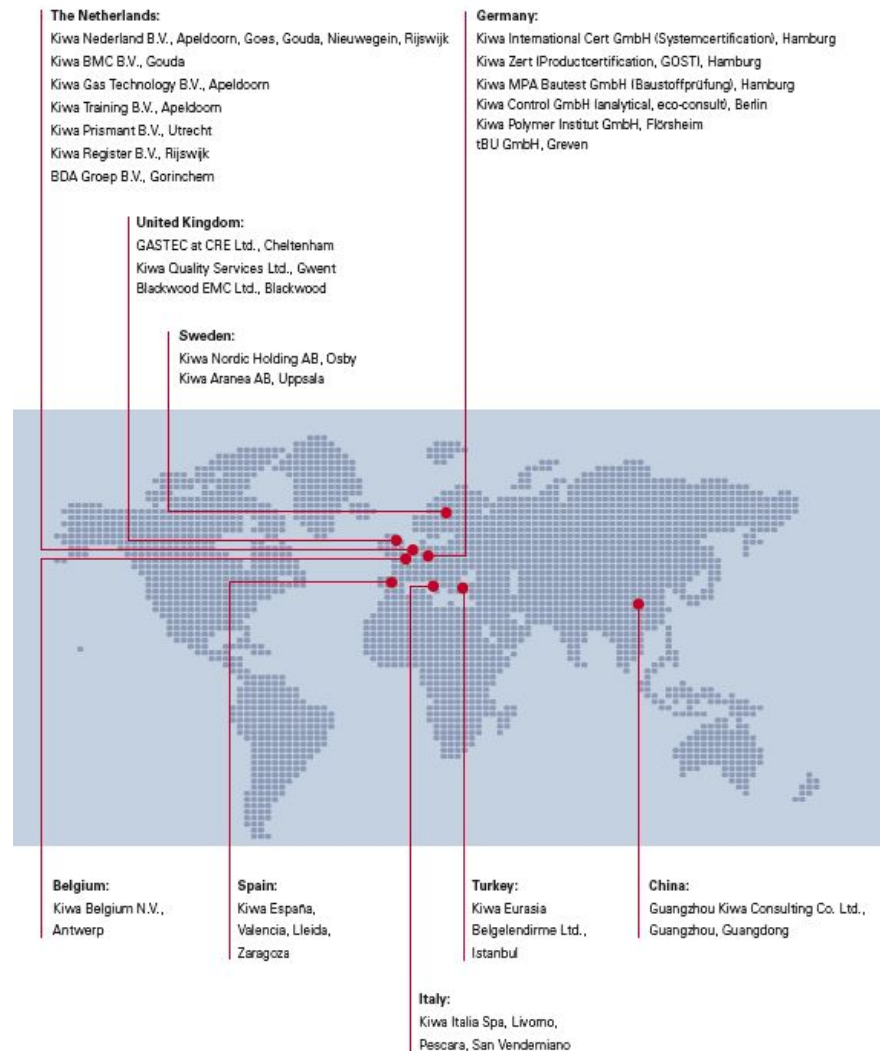 The Netherlands:
Kiwa Nederland B.V., Apeldoorn, Goes, Gouda, Nieuwegein, Rijswijk
Kiwa BMC B.V., Gouda
Kiwa Gas Technology B.V., Apeldoorn
Kiwa Training B.V., Apeldoorn
Kiwa Prismant B.V., Utrecht
Kiwa Register B.V., Rijswijk
BDA Groep B.V., Gorinchem
Germany:
Kiwa International Cert GmbH (Systemcertification), Hamburg
Kiwa Zert (Productcertification, GOST), Hamburg
Kiwa MPA Bautest GmbH (Baustoffprüfung), Hamburg
Kiwa Control GmbH (analytical, eco-consult), Berlin
Kiwa Polymer Institut GmbH, Flörsheim
tBU GmbH, Greven
United Kingdom:
GASTEC at CRE Ltd., Cheltenham
Kiwa Quality Services Ltd., Gwent
Blackwood EMC Ltd., Blackwood
Sweden:
Kiwa Nordic Holding AB, Osby
Kiwa Aranea AB, Uppsala
Belgium:
Kiwa Belgium N.V.,
Antwerp
Spain:
Kiwa España,
Valencia, Lleida,
Zaragoza
Turkey:
Kiwa Eurasia
Belgelendirme Ltd.,
Istanbul
China:
Guangzhou Kiwa Consulting Co. Ltd.,
Guangzhou, Guangdong
Italy:
Kiwa Italia Spa, Livorno,
Pescara, San Vendemiano